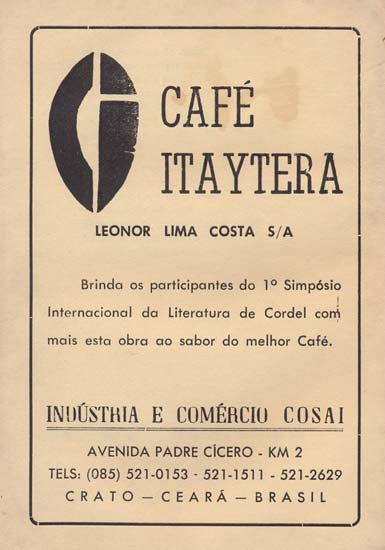 CAFÉ
ITAYTERA
LEONOR LIMA COSTA S/A
Brinda os participantes do 1º Simpósio
Internacional da Literatura de Cordel com
mais esta obra ao sabor do melhor Café.
INDÚSTRIA E COMÉRCIO COSAI
AVENIDA PADRE CÍCERO - KM 2
TELS: (085) 521-0153 - 521-1511 - 521-2629
CRATO — CEARÁ — BRASIL